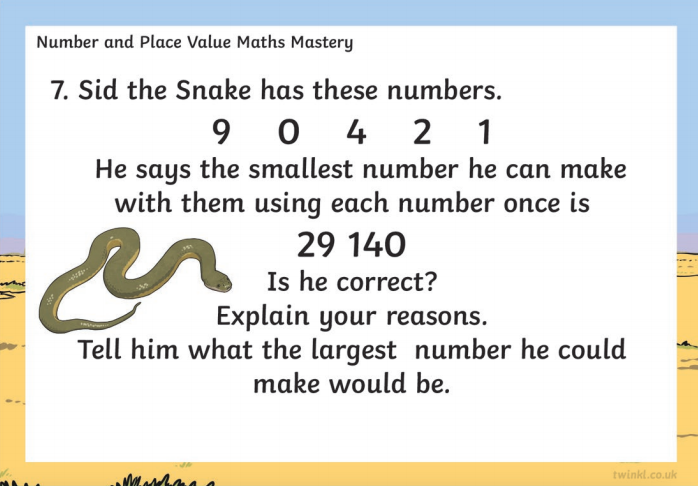 Number and Place Value Maths Mastery
7. Sid the Snake has these numbers.
9 0 4 2 1
He says the smallest number he can make
with them using each number once is
29 140
Is he correct?
Explain your reasons.
Tell him what the largest number he could
make would be.
twinkl.co.uk